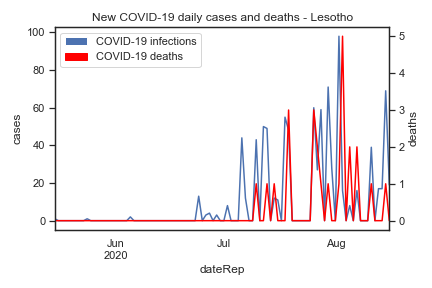 New COVID-19 daily cases and deaths - Lesotho
COVID-19 infections
COVID-19 deaths
100
80
60
40
20
0
cases
5
4
3
2
1
0
deaths
Jun
2020
Jul
Aug
dateRep